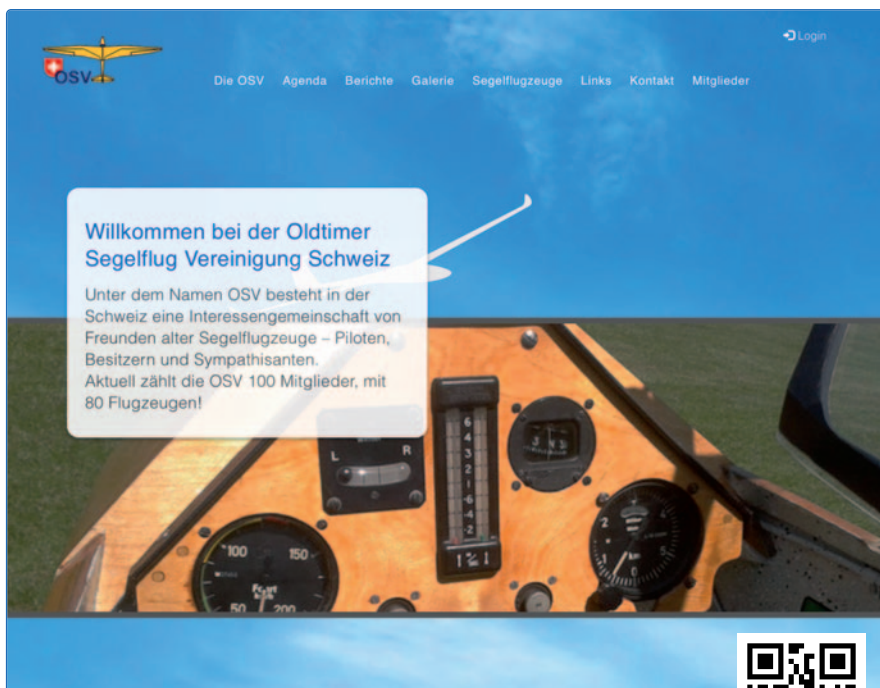 OSV
Login
Die OSV Agenda Berichte Galerie Segelflugzeuge Links Kontakt Mitglieder
Willkommen bei der Oldtimer
Segelflug Vereinigung Schweiz
Unter dem Namen OSV besteht in der
Schweiz eine Interessengemeinschaft von
Freunden alter Segelflugzeuge – Piloten,
Besitzern und Sympathisanten.
Aktuell zählt die OSV 100 Mitglieder, mit
80 Flugzeugen!
L R
6
4
3
2
1
-6
-4
-2
100 150
50 200
2
1
0
km